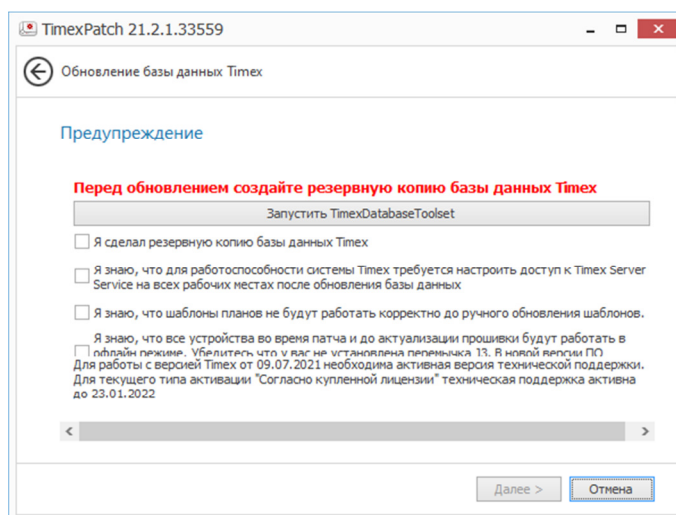 TimexPatch 21.2.1.33559
Обновление базы данных Timex
Предупреждение
Перед обновлением создайте резервную копию базы данных Timex
Запустить TimexDatabaseToolset
Я сделал резервную копию базы данных Timex
Я знаю, что для работоспособности системы Timex требуется настроить доступ к Timex Server
Service на всех рабочих местах после обновления базы данных
Я знаю, что шаблоны планов не будут работать корректно до ручного обновления шаблонов.
Я знаю, что все устройства во время патча и до актуализации прошивки будут работать в
офлайн режиме. Убедитесь что у вас не установлена перемычка 13. В новой версии ПО
Для работы с версией Timex от 09.07.2021 необходима активная версия технической поддержки.
Для текущего типа активации "Согласно купленной лицензии" техническая поддержка активна
до 23.01.2022
Далее >
Отмена